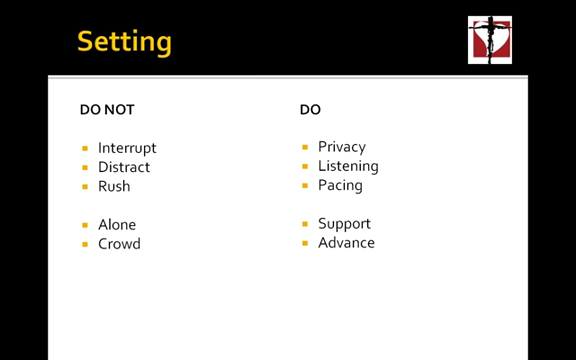 Setting
DO NOT
Interrupt
Distract
Rush
Alone
Crowd
DO
Privacy
Listening
Pacing
Support
Advance